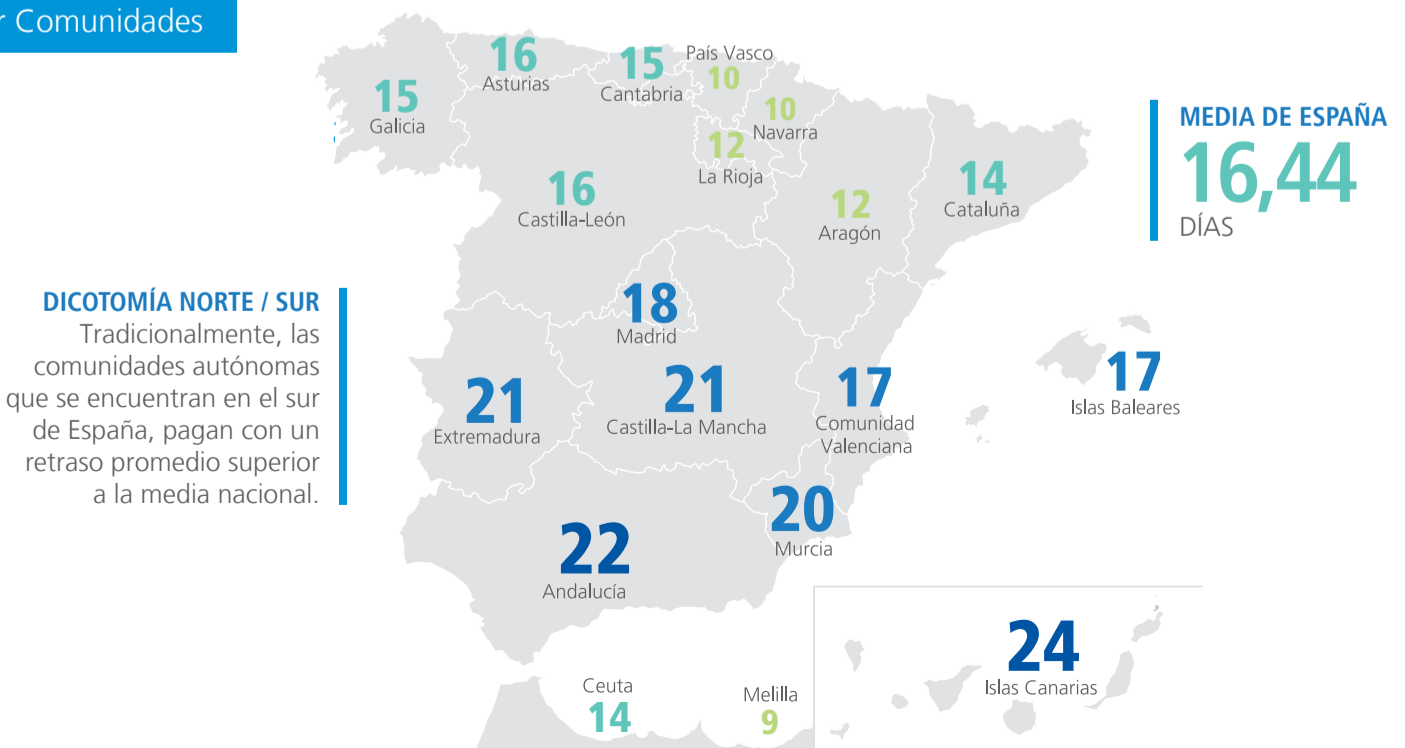 r Comunidades
16
Asturias
15
Cantabria
País Vasco
10
15
Galicia
10
Navarra
12
La Rioja
16
Castilla-León
12
Aragón
14
Cataluña
MEDIA DE ESPAÑA
16,44
DÍAS
DICOTOMÍA NORTE / SUR
Tradicionalmente, las
comunidades autónomas
que se encuentran en el sur
de España, pagan con un
retraso promedio superior
a la media nacional.
18
Madrid
21
Extremadura
21
Castilla-La Mancha
17
Comunidad
Valenciana
17
Islas Baleares
20
Murcia
22
Andalucía
24
Islas Canarias
Ceuta
14
Melilla
9